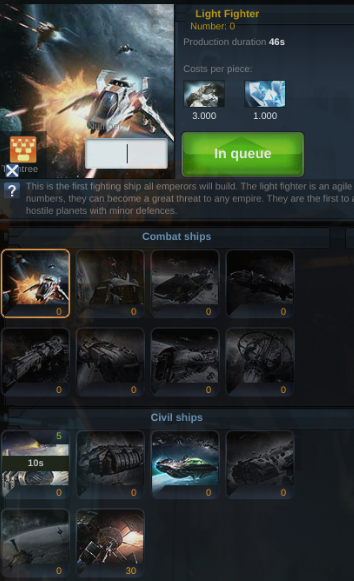 Light Fighter
Number: 0
Production duration 46s
Costs per piece:
3.000
1.000
In queue
?
This is the first fighting ship all emperors will build. The light fighter is an agile
numbers, they can become a great threat to any empire. They are the first to
hostile planets with minor defences.
Combat ships
0
0
0
0
0
0
0
0
Civil ships
5
10s
0
0
0
0
0
30